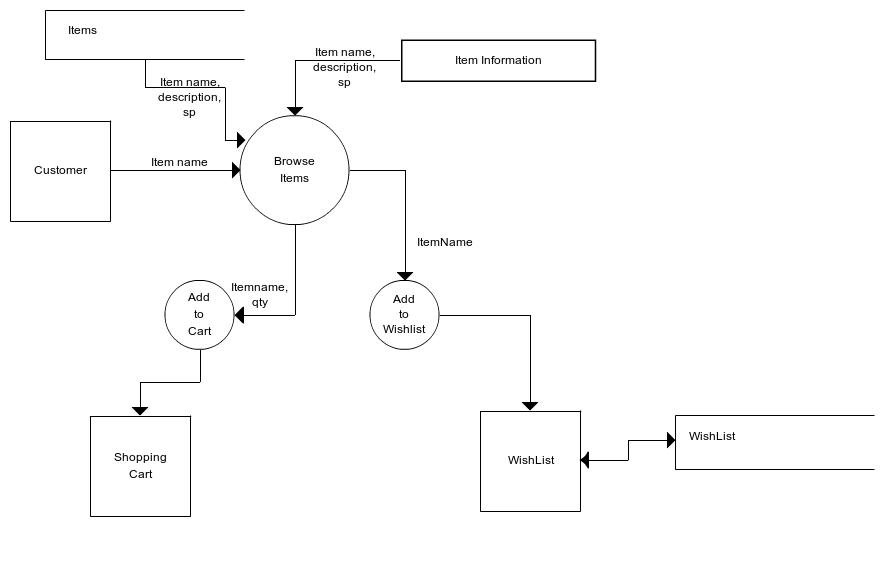 Items
Item name,
description,
sp
Item name,
description,
sp
Item Information
Customer
Item name
Browse
Items
ItemName
Itemname,
qty
Add
to
Cart
Add
to
Wishlist
Shopping
Cart
WishList
WishList